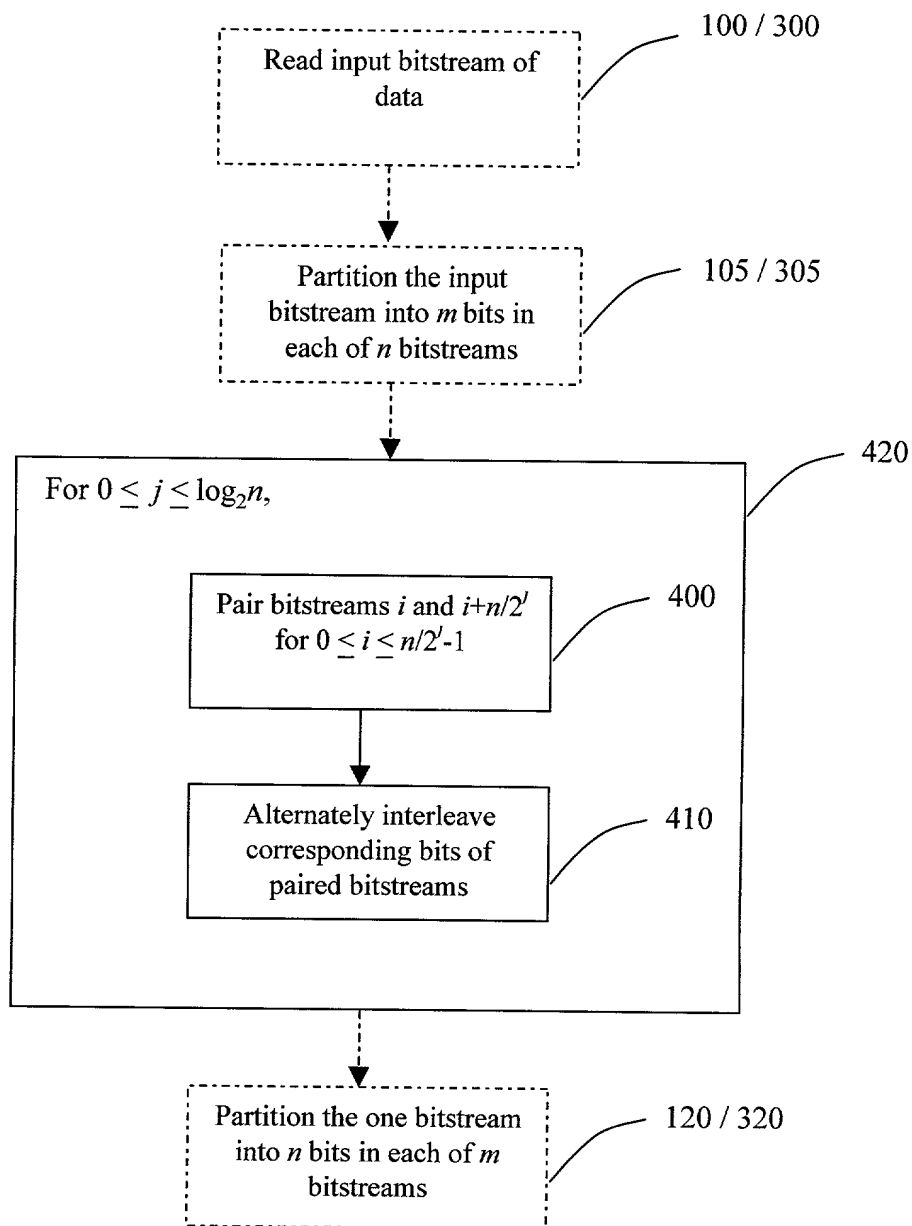 100 / 300
Read input bitstream of
data
105 / 305
Partition the input
bitstream into m bits in
each of n bitstreams
420
For 0 ≤ j ≤ log₂n,
400
Pair bitstreams i and i+n/2ʲ
for 0 ≤ i ≤ n/2ʲ-1
410
Alternately interleave
corresponding bits of
paired bitstreams
120 / 320
Partition the one bitstream
into n bits in each of m
bitstreams